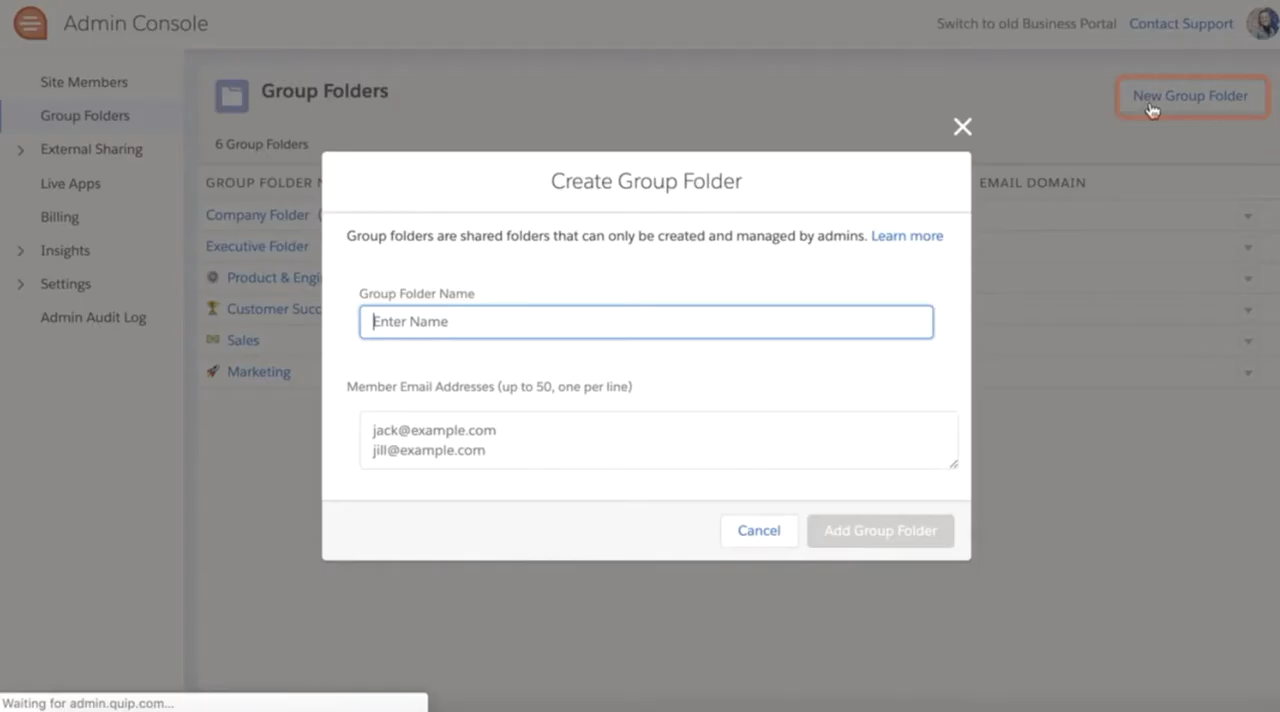 Admin Console
Switch to old Business Portal
Contact Support
Site Members
Group Folders
External Sharing
Live Apps
Billing
Insights
Settings
Admin Audit Log
Group Folders
New Group Folder
6 Group Folders
GROUP FOLDER
EMAIL DOMAIN
Company Folder
Executive Folder
Product &
Customer
Sales
Marketing
Create Group Folder
Group folders are shared folders that can only be created and managed by admins. Learn more
Group Folder Name
Enter Name
Member Email Addresses (up to 50, one per line)
jack@example.com
jill@example.com
Cancel
Add Group Folder
Waiting for admin.quip.com...